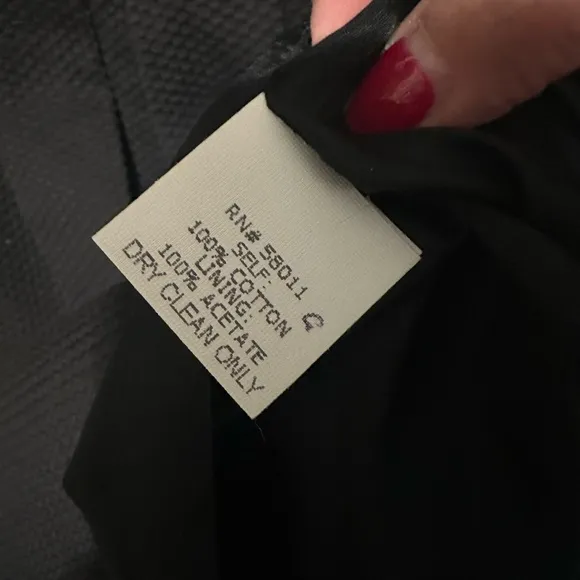 RN# 58011
SELF:
100% COTTON
LINING:
100% ACETATE
DRY CLEAN ONLY